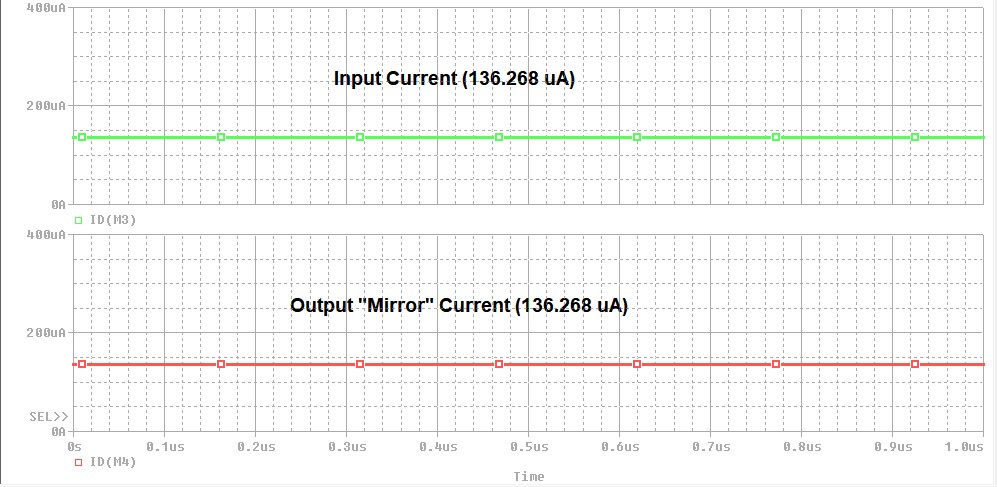 400uA
Input Current (136.268 uA)
200uA
0A
ID(M3)
400uA
Output "Mirror" Current (136.268 uA)
200uA
SEL>>
0A
0s 0.1us 0.2us 0.3us 0.4us 0.5us 0.6us 0.7us 0.8us 0.9us 1.0us
ID(M4)
Time